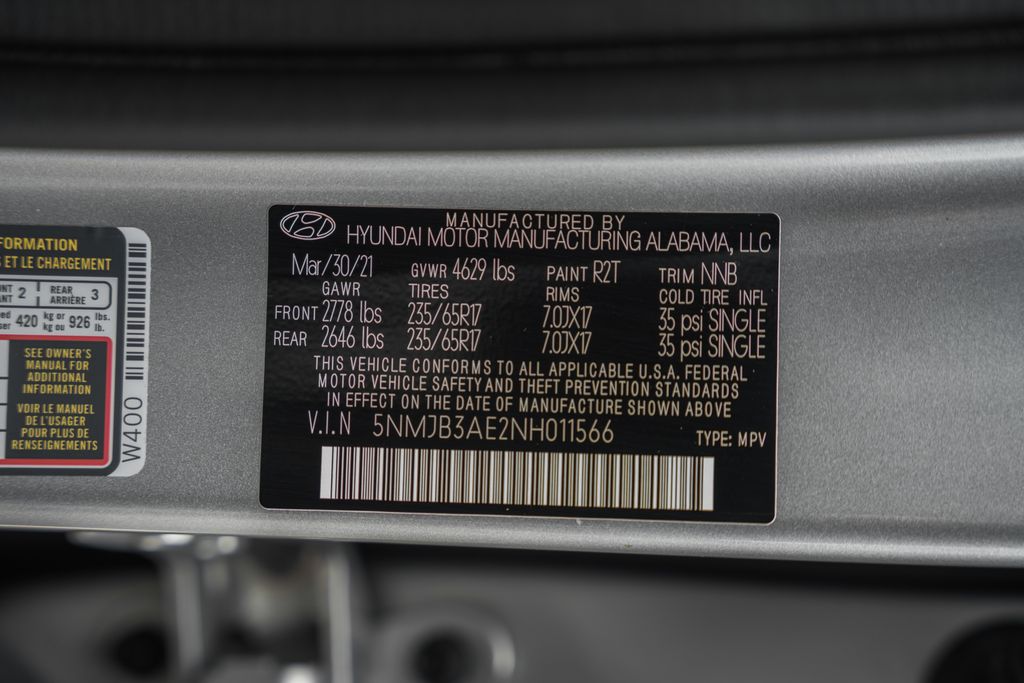 FORMATION
ET LE CHARGEMENT
2 REAR ARRIÈRE 3
420 kg or kg ou 926 lbs. lb.
SEE OWNER'S
MANUAL FOR
ADDITIONAL
INFORMATION
VOIR LE MANUEL
DE L'USAGER
POUR PLUS DE
RENSEIGNEMENTS
W400
MANUFACTURED BY
HYUNDAI MOTOR MANUFACTURING ALABAMA, LLC
Mar/30/21 GVWR 4629 lbs PAINT R2T TRIM NNB
GAWR TIRES RIMS COLD TIRE INFL
FRONT 2778 lbs 235/65R17 7.0JX17 35 psi SINGLE
REAR 2646 lbs 235/65R17 7.0JX17 35 psi SINGLE
THIS VEHICLE CONFORMS TO ALL APPLICABLE U.S.A. FEDERAL
MOTOR VEHICLE SAFETY AND THEFT PREVENTION STANDARDS
IN EFFECT ON THE DATE OF MANUFACTURE SHOWN ABOVE
V.I.N 5NMJB3AE2NH011566 TYPE: MPV